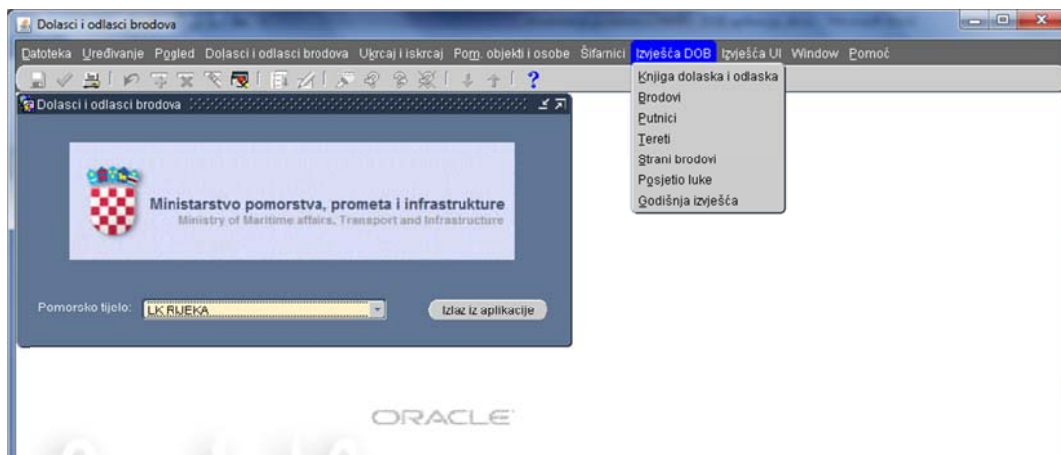 Dolasci i odlasci brodova
Datoteka Uređivanje Pogled Dolasci i odlasci brodova Ukrcaj i iskrcaj Pom. objekti i osobe Šifarnici Izvješća DOB Izvješća UI Window Pomoć
Knjiga dolaska i odlaska
Brodovi
Putnici
Tereti
Strani brodovi
Posjetio luke
Godišnja izvješća
Dolasci i odlasci brodova
Ministarstvo pomorstva, prometa i infrastrukture
Ministry of Maritime affairs, Transport and Infrastructure
Pomorsko tijelo: LK RIJEKA Izlaz iz aplikacije
ORACLE